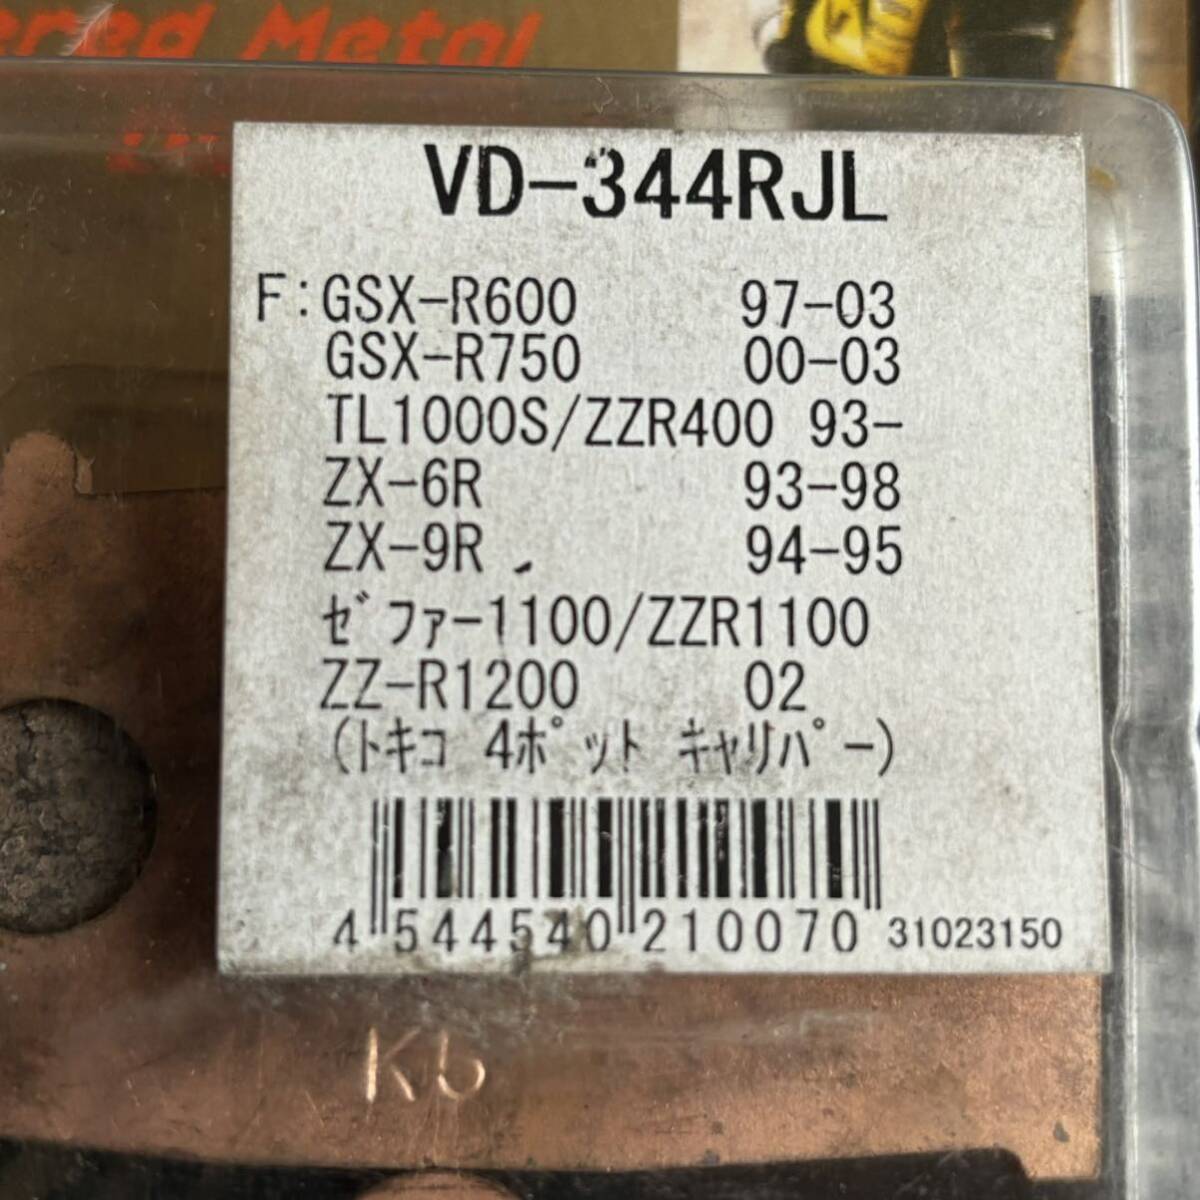 Metal
VD-344RJL
F:GSX-R600 97-03
GSX-R750 00-03
TL1000S/ZZR400 93-
ZX-6R 93-98
ZX-9R 94-95
ｾﾞﾌｧｰ1100/ZZR1100
ZZ-R1200 02
(ﾄｷｺ 4ﾎﾟｯﾄ ｷｬﾘﾊﾟｰ)
4 544540 210070 31023150
Kb